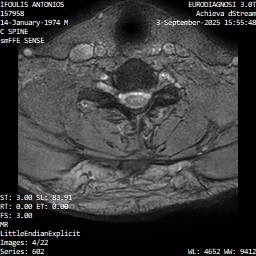 IFOULIS ANTONIOS
157958
14-January-1974 M
C SPINE
smFFE SENSE
EURODIAGNOSI 3.0T
Achieva dStream
3-September-2025 15:55:48
ST: 3.00 SL: 83.91
RT: 0.00 ET: 0.00
FS: 3.00
MR
LittleEndianExplicit
Images: 4/22
Series: 602
WL: 4652 WW: 9412